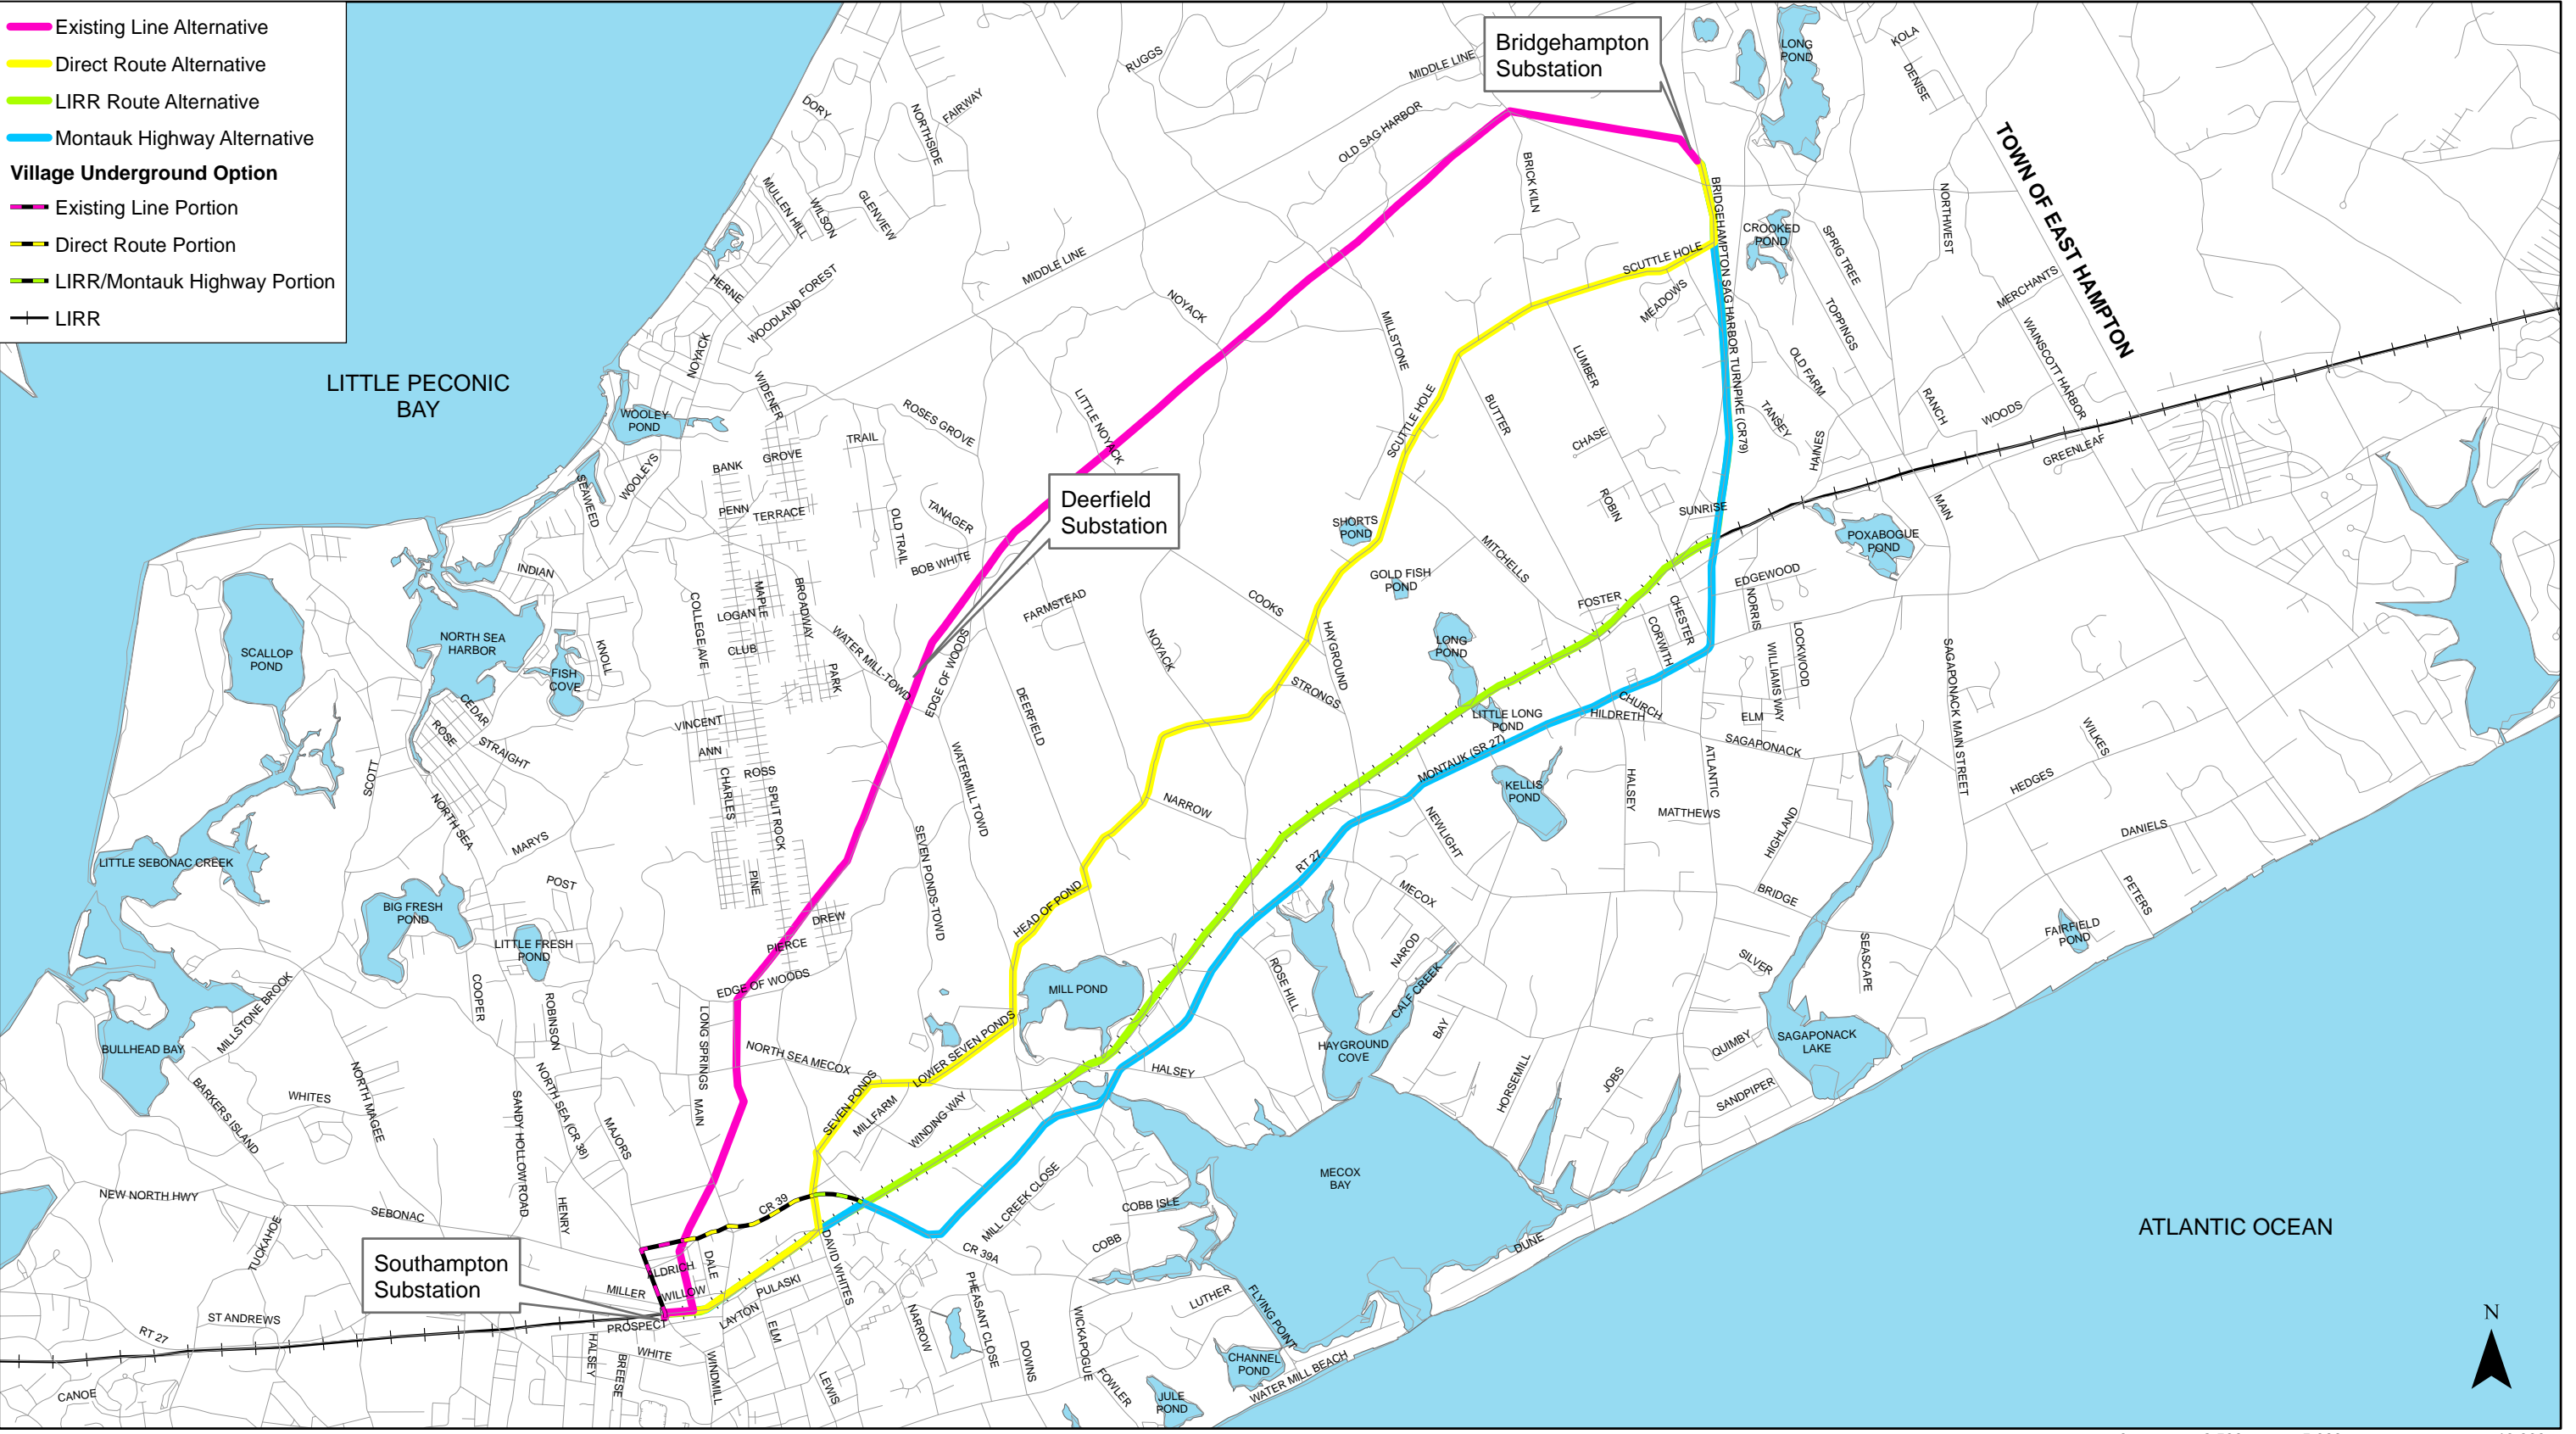 Existing Line Alternative
Direct Route Alternative
LIRR Route Alternative
Montauk Highway Alternative
Village Underground Option
Existing Line Portion
Direct Route Portion
LIRR/Montauk Highway Portion
LIRR
Bridgehampton
Substation
Deerfield
Substation
Southampton
Substation
LITTLE PECONIC
BAY
ATLANTIC OCEAN
TOWN OF EAST HAMPTON
N
RUGGS
MIDDLE LINE
OLD SAG HARBOR
BRICK KILN
LONG
POND
KOLA
DENISE
DORY
NORTHSIDE
FAIRWAY
MULLEN HILL
WILSON
GLENVIEW
HERNE
WOODLAND
FOREST
NOYACK
MIDDLE LINE
NOYACK
MILLSTONE
SCUTTLE HOLE
MEADOWS
BRIDGEHAMPTON SAG HARBOR TURNPIKE (CR79)
CROOKED
POND
SPRIG TREE
TOPPINGS
NORTHWEST
MERCHANTS
WAINSCOTT HARBOR
OLD FARM
TANSEY
HAINES
RANCH
WOODS
GREENLEAF
MAIN
WOOLEY
POND
WIDENER
ROSES GROVE
TRAIL
LITTLE NOYACK
SCUTTLE HOLE
BUTTER
LUMBER
CHASE
ROBIN
SUNRISE
WOOLEYS
SEAWEED
BANK
GROVE
PENN
TERRACE
OLD TRAIL
TANAGER
BOB WHITE
SHORTS
POND
GOLD FISH
POND
MITCHELLS
FOSTER
POXABOGUE
POND
EDGEWOOD
NORRIS
CHESTER
CORWITH
LOCKWOOD
WILLIAMS WAY
ELM
INDIAN
COLLEGE AVE
MAPLE
LOGAN
BROADWAY
CLUB
PARK
WATER MILL-TOWD
EDGE OF WOODS
FARMSTEAD
COOKS
HAYGROUND
NOYACK
STRONGS
DEERFIELD
SCALLOP
POND
NORTH SEA
HARBOR
FISH
COVE
KNOLL
CEDAR
ROSE
STRAIGHT
SCOTT
NORTH SEA
MARYS
VINCENT
ANN
CHARLES
ROSS
SPLIT ROCK
PINE
WATERMILL TOWD
SEVEN PONDS-TOWD
NARROW
LONG
POND
LITTLE LONG
POND
MONTAUK (SR 27)
CHURCH
HILDRETH
SAGAPONACK
ATLANTIC
KELLIS
POND
HALSEY
MATTHEWS
NEWLIGHT
HIGHLAND
BRIDGE
SAGAPONACK MAIN STREET
WILKES
HEDGES
DANIELS
PETERS
FAIRFIELD
POND
SEASCAPE
SILVER
QUIMBY
SANDPIPER
SAGAPONACK
LAKE
LITTLE SEBONAC CREEK
BIG FRESH
POND
POST
LITTLE FRESH
POND
DREW
PIERCE
EDGE OF WOODS
HEAD OF POND
MILL POND
RT 27
MECOX
NAROD
CALF CREEK
ROSE HILL
HAYGROUND
COVE
BAY
HORSEMILL
JOBS
BULLHEAD BAY
MILLSTONE BROOK
COOPER
ROBINSON
LONG SPRINGS
NORTH SEA MECOX
LOWER SEVEN PONDS
HALSEY
BARKERS ISLAND
WHITES
NORTH MAGEE
SANDY HOLLOW ROAD
NORTH SEA (CR 38)
MAJORS
MAIN
SEVEN PONDS
MILLFARM
WINDING-WAY
MILL CREEK CLOSE
COBB ISLE
COBB
MECOX
BAY
DUNE
NEW NORTH HWY
TUCKAHOE
SEBONAC
HENRY
CR 39
CR 39A
ALDRICH
DALE
MILLER
WILLOW
PULASKI
LAYTON
DAVID WHITES
ELM
ST ANDREWS
RT 27
PROSPECT
HALSEY
BREESE
WHITE
WINDMILL
LEWIS
NARROW
PHEASANT CLOSE
DOWNS
WICKAPOGUE
FOWLER
LUTHER
FLYING POINT
CHANNEL
POND
JULE
POND
WATER MILL BEACH
CANOE